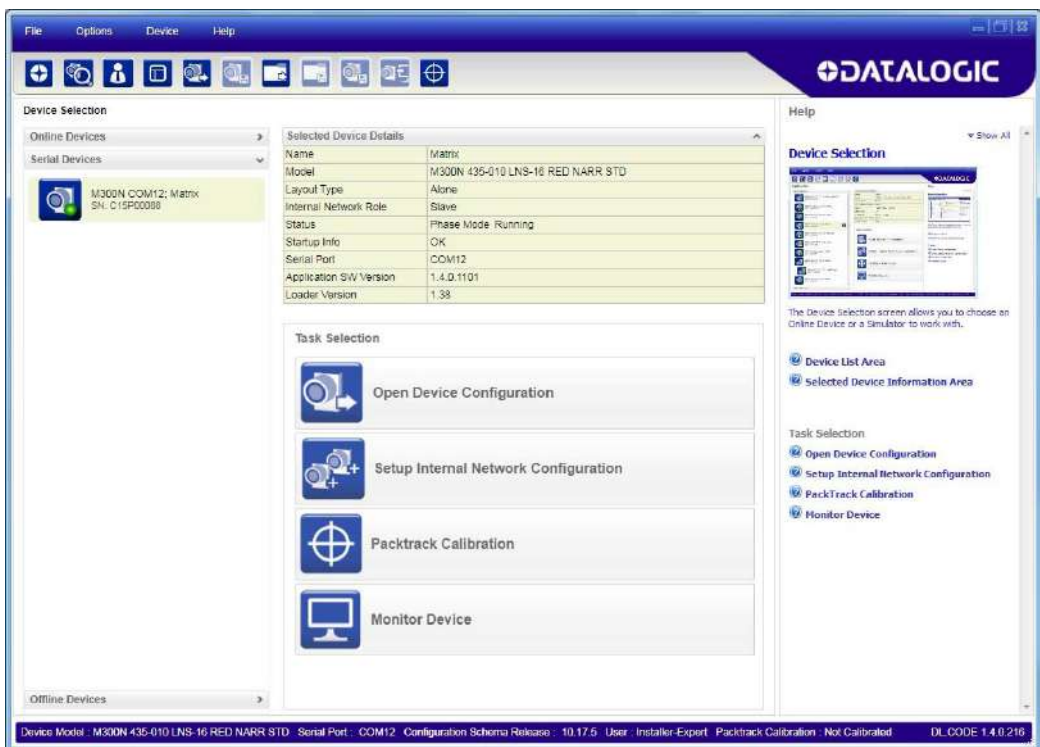 File Options Device Help
DATALOGIC
Device Selection
Online Devices
Serial Devices
M300N COM12; Matrix
SN. C15P00088
Offline Devices
Selected Device Details
Name Matrix
Model M300N 435-010 LNS-16 RED NARR STD
Layout Type Alone
Internal Network Role Slave
Status Phase Mode Running
Startup Info OK
Serial Port COM12
Application SW Version 1.4.0.1101
Loader Version 1.38
Task Selection
Open Device Configuration
Setup Internal Network Configuration
Packtrack Calibration
Monitor Device
Help
Show All
Device Selection
The Device Selection screen allows you to choose an
Online Device or a Simulator to work with.
Device List Area
Selected Device Information Area
Task Selection
Open Device Configuration
Setup Internal Network Configuration
PackTrack Calibration
Monitor Device
Device Model : M300N 435-010 LNS-16 RED NARR STD Serial Port : COM12 Configuration Schema Release : 10.17.5 User : Installer-Expert Packtrack Calibration : Not Calibrated DL.CODE 1.4.0.216